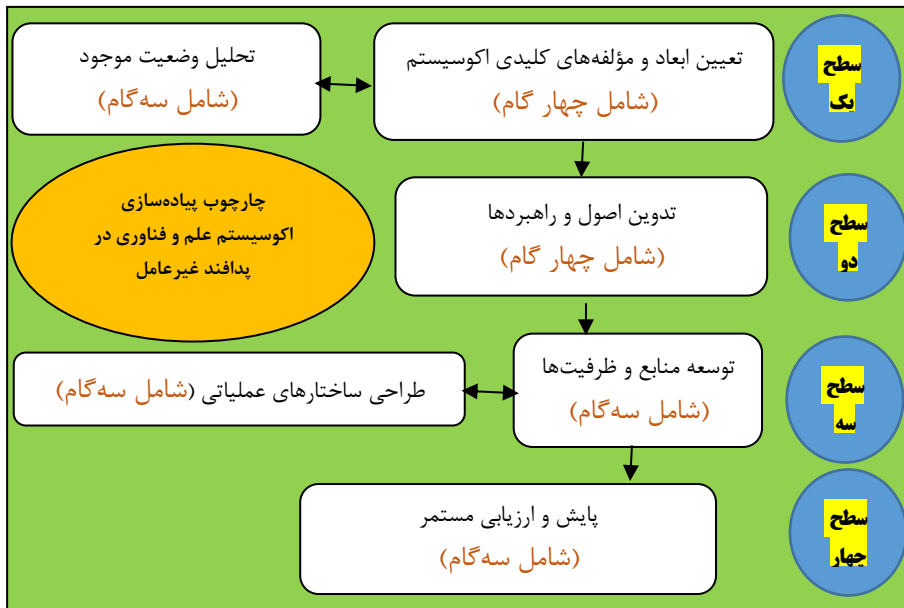 سطح
یک
تعیین ابعاد و مؤلفه‌های کلیدی اکوسیستم
(شامل چهار گام)
تحلیل وضعیت موجود
(شامل سه‌گام)
چارچوب پیاده‌سازی
اکوسیستم علم و فناوری در
پدافند غیرعامل
سطح
دو
تدوین اصول و راهبردها
(شامل چهار گام)
سطح
سه
توسعه منابع و ظرفیت‌ها
(شامل سه‌گام)
طراحی ساختارهای عملیاتی (شامل سه‌گام)
سطح
چهار
پایش و ارزیابی مستمر
(شامل سه‌گام)